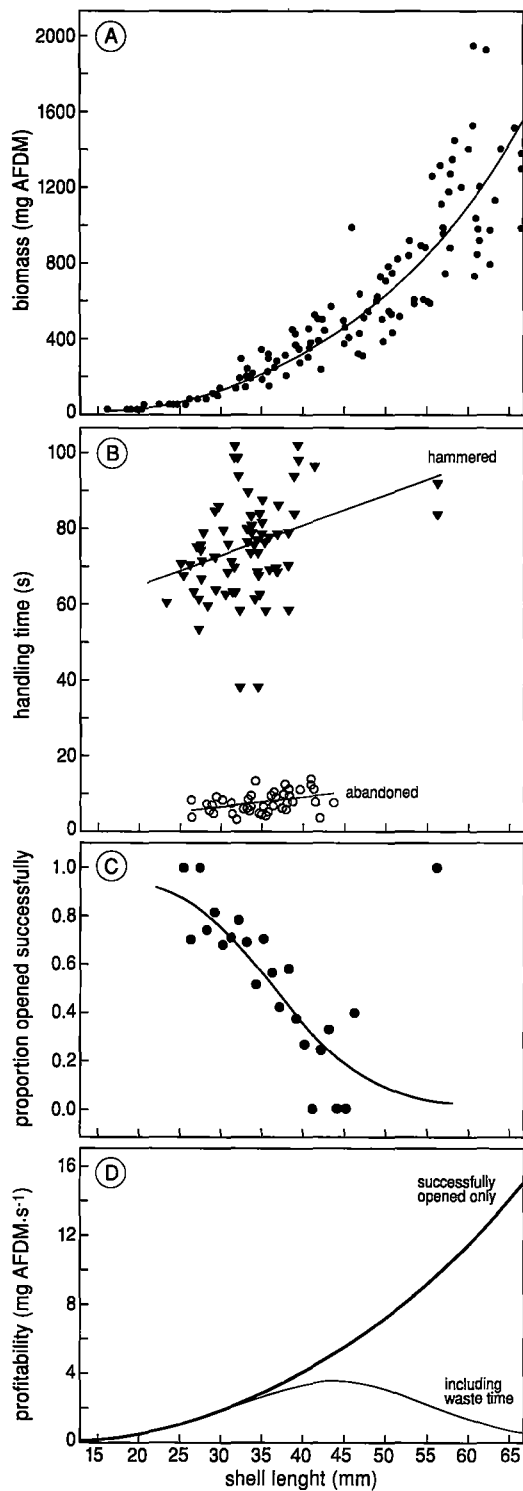 A
2000
1600
1200
800
400
0
biomass (mg AFDM)
B
100
80
60
40
20
10
0
handling time (s)
hammered
abandoned
C
1.0
0.8
0.6
0.4
0.2
0.0
proportion opened successfully
D
16
12
8
4
0
profitability (mg AFDM·s-1)
successfully
opened only
including
waste time
15 20 25 30 35 40 45 50 55 60 65
shell lenght (mm)